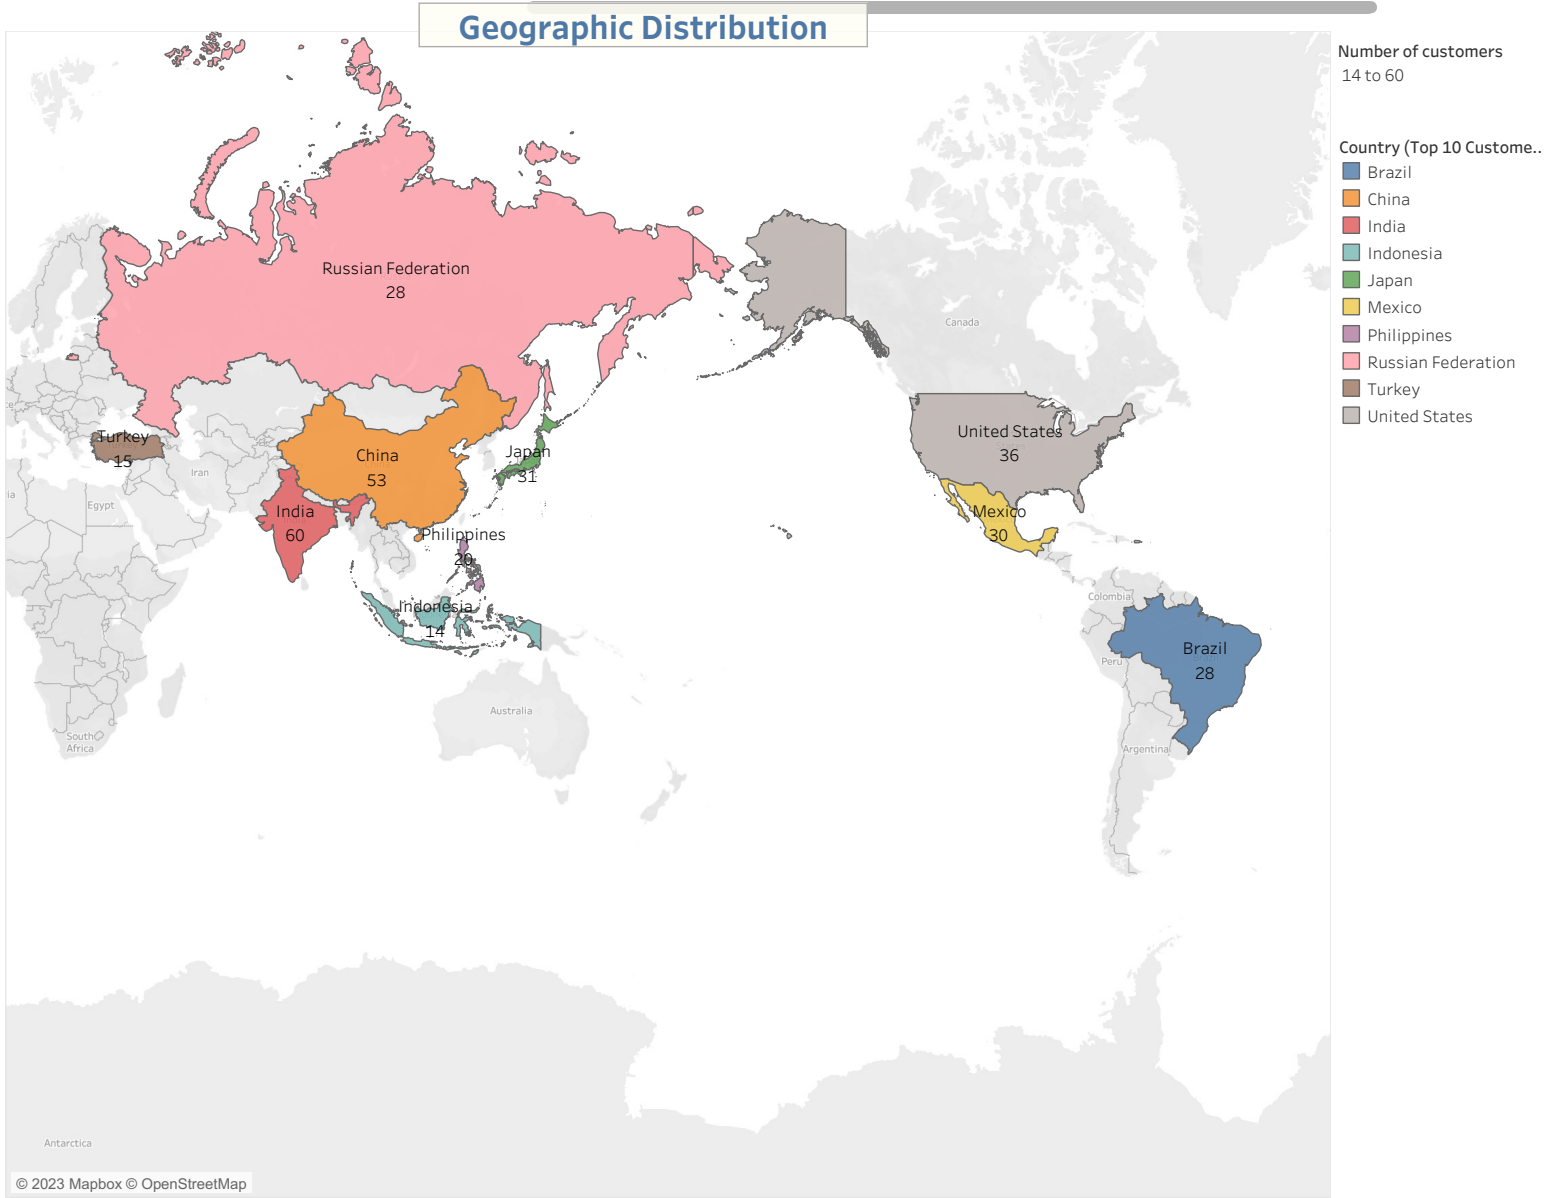 Geographic Distribution
Number of customers
14 to 60
Country (Top 10 Custome..
Brazil
China
India
Indonesia
Japan
Mexico
Philippines
Russian Federation
Turkey
United States
Russian Federation
28
Canada
Turkey
15
Iran
Egypt
China
53
Japan
31
India
60
Philippines
20
Indonesia
14
United States
36
Mexico
30
Colombia
Peru
Brazil
28
Argentina
Australia
South
Africa
Antarctica
© 2023 Mapbox © OpenStreetMap